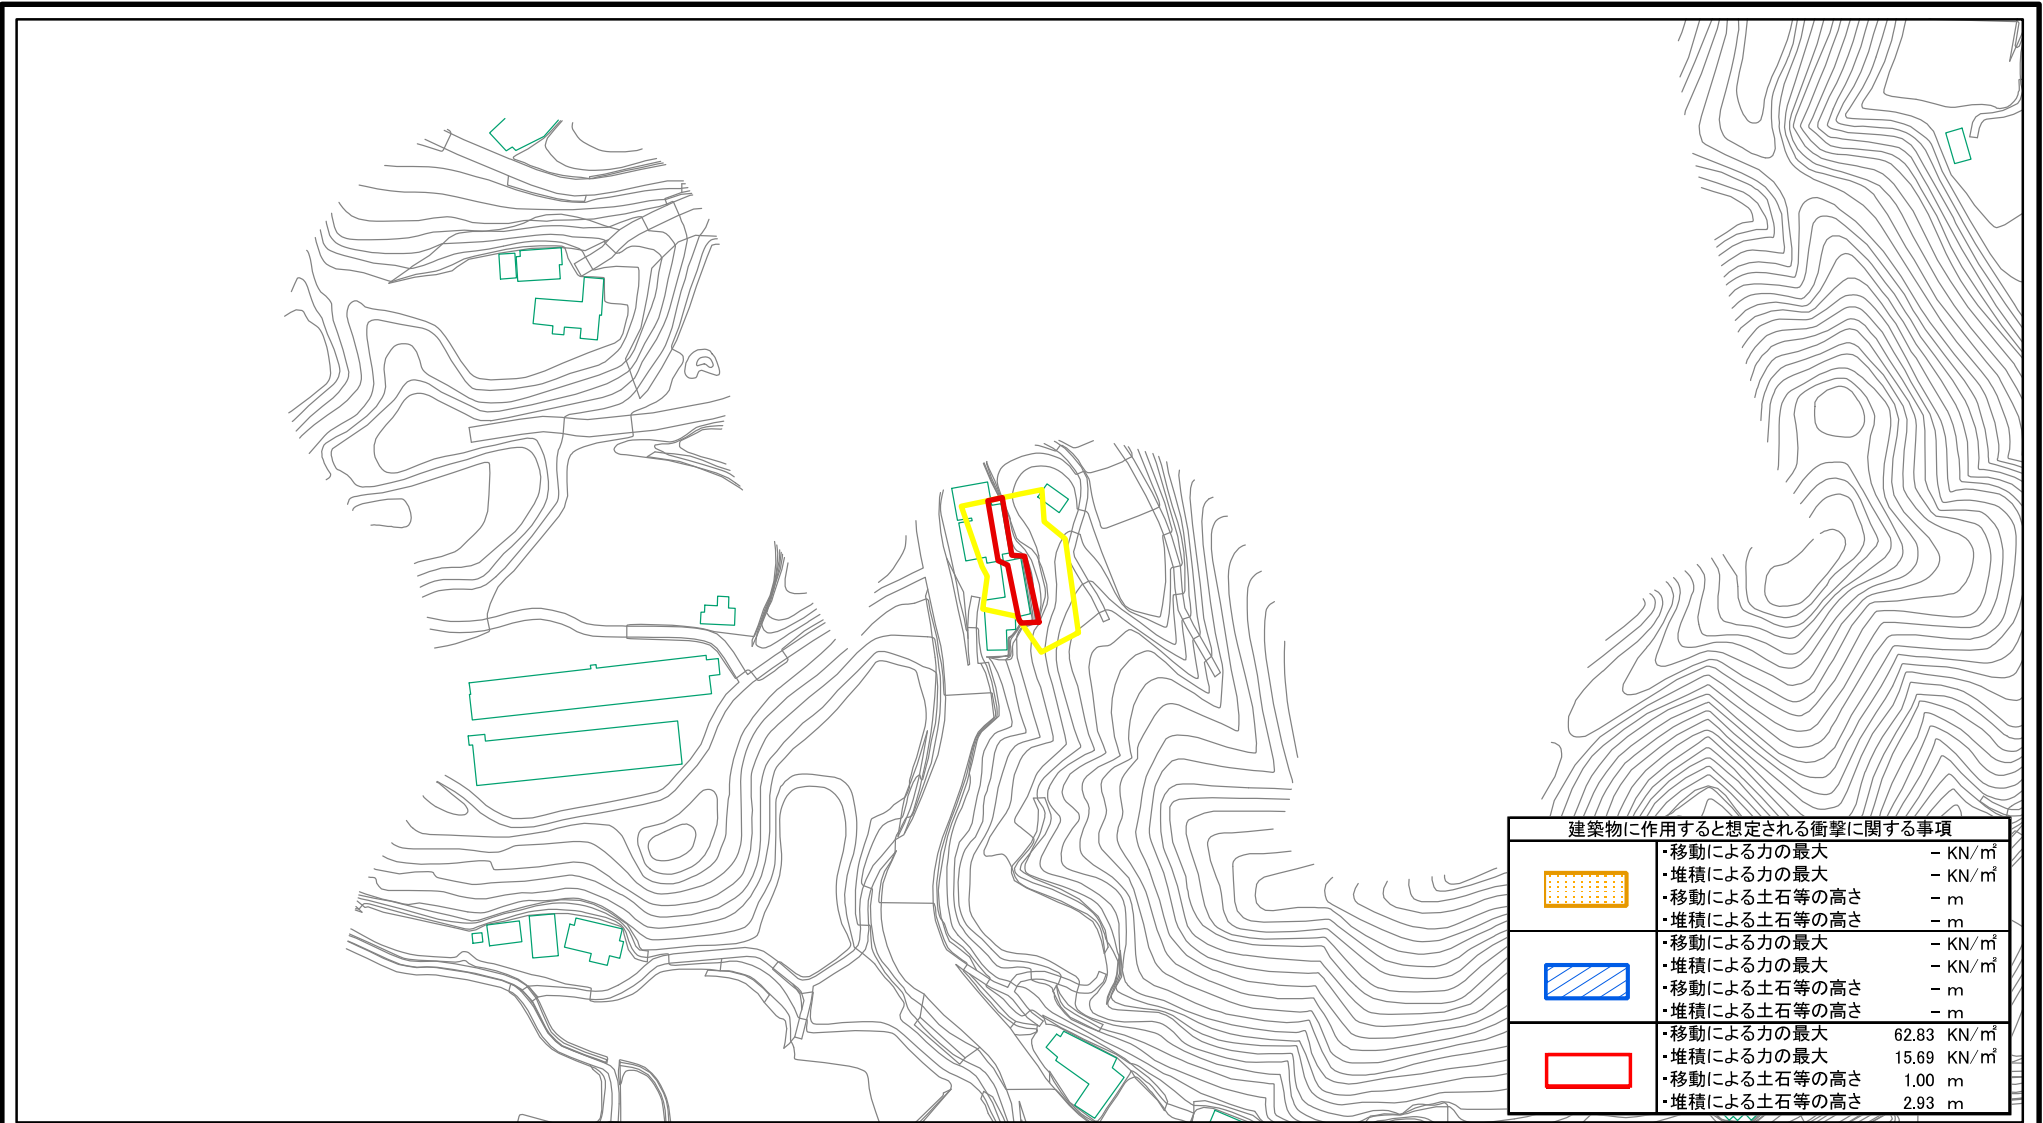 建築物に作用すると想定される衝撃に関する事項
・移動による力の最大 － KN/㎡
・堆積による力の最大 － KN/㎡
・移動による土石等の高さ － m
・堆積による土石等の高さ － m
・移動による力の最大 － KN/㎡
・堆積による力の最大 － KN/㎡
・移動による土石等の高さ － m
・堆積による土石等の高さ － m
・移動による力の最大 62.83 KN/㎡
・堆積による力の最大 15.69 KN/㎡
・移動による土石等の高さ 1.00 m
・堆積による土石等の高さ 2.93 m